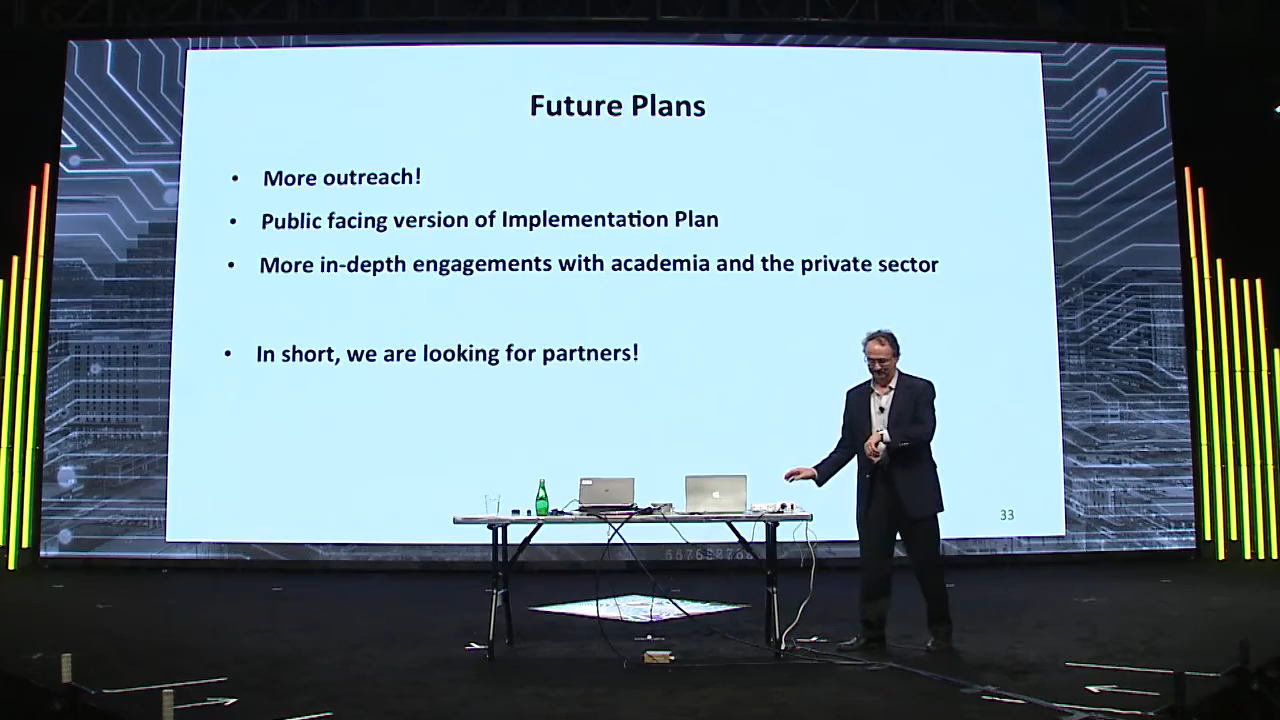 Future Plans
• More outreach!
• Public facing version of Implementation Plan
• More in-depth engagements with academia and the private sector
• In short, we are looking for partners!
33